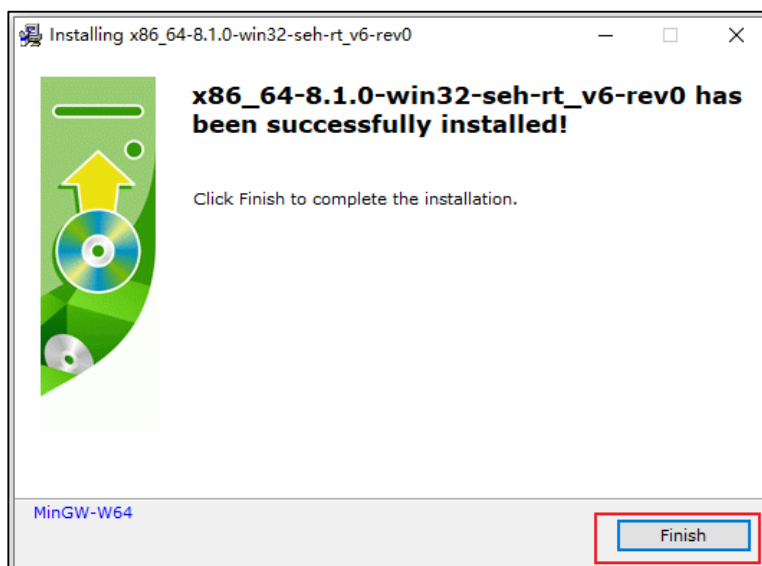 Installing x86_64-8.1.0-win32-seh-rt_v6-rev0
x86_64-8.1.0-win32-seh-rt_v6-rev0 has
been successfully installed!
Click Finish to complete the installation.
MinGW-W64
Finish